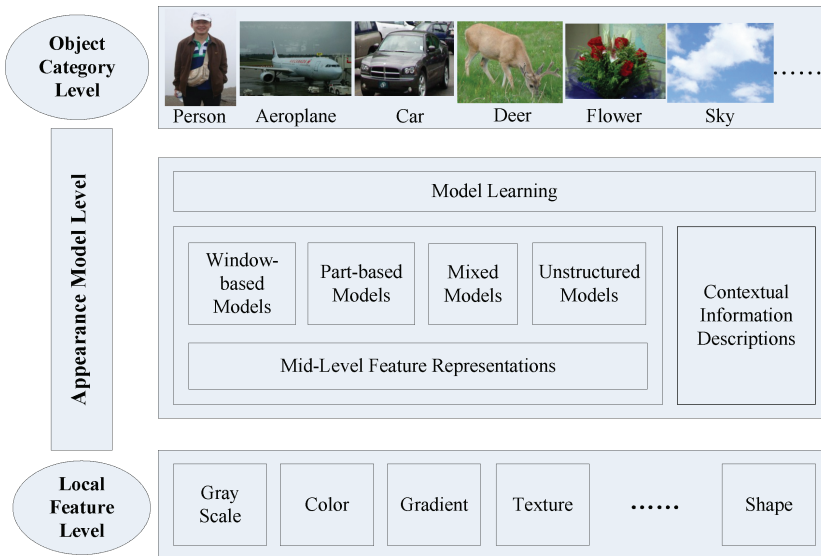 Object
Category
Level
Person
Aeroplane
Car
Deer
Flower
Sky
......
Appearance Model Level
Model Learning
Window-
based
Models
Part-based
Models
Mixed
Models
Unstructured
Models
Contextual
Information
Descriptions
Mid-Level Feature Representations
Local
Feature
Level
Gray
Scale
Color
Gradient
Texture
......
Shape